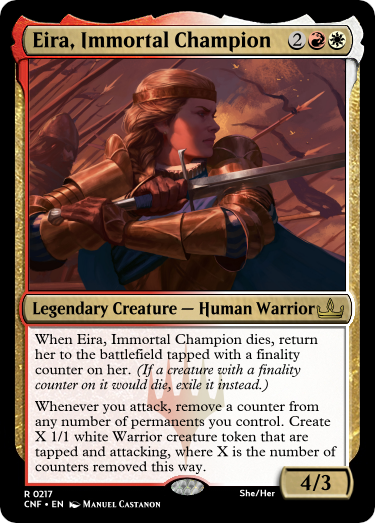 Eira, Immortal Champion 2
Legendary Creature — Human Warrior
When Eira, Immortal Champion dies, return
her to the battlefield tapped with a finality
counter on her. (If a creature with a finality
counter on it would die, exile it instead.)
Whenever you attack, remove a counter from
any number of permanents you control. Create
X 1/1 white Warrior creature token that are
tapped and attacking, where X is the number of
counters removed this way.
4/3
R 0217
CNF • EN Manuel Castanon
She/Her